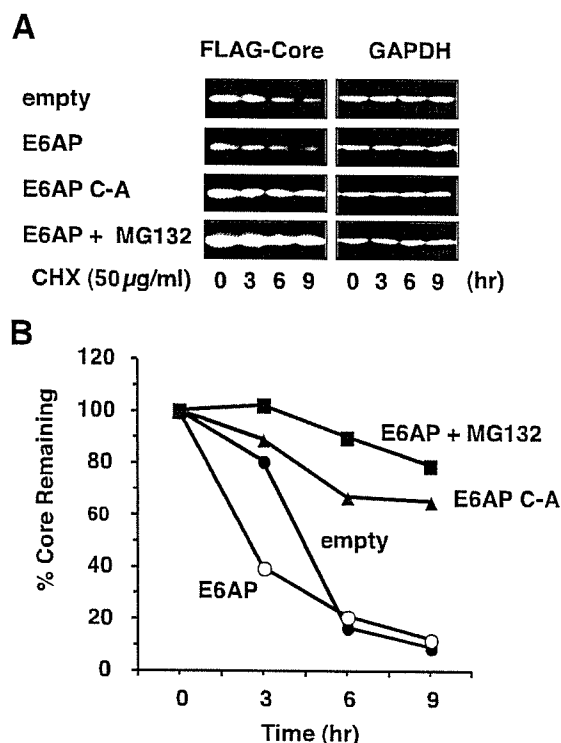 A
FLAG-Core GAPDH
empty
E6AP
E6AP C-A
E6AP + MG132
CHX (50 µg/ml) 0 3 6 9 0 3 6 9 (hr)
B
120
100
80
60
40
20
0
% Core Remaining
E6AP + MG132
E6AP C-A
empty
E6AP
0 3 6 9
Time (hr)